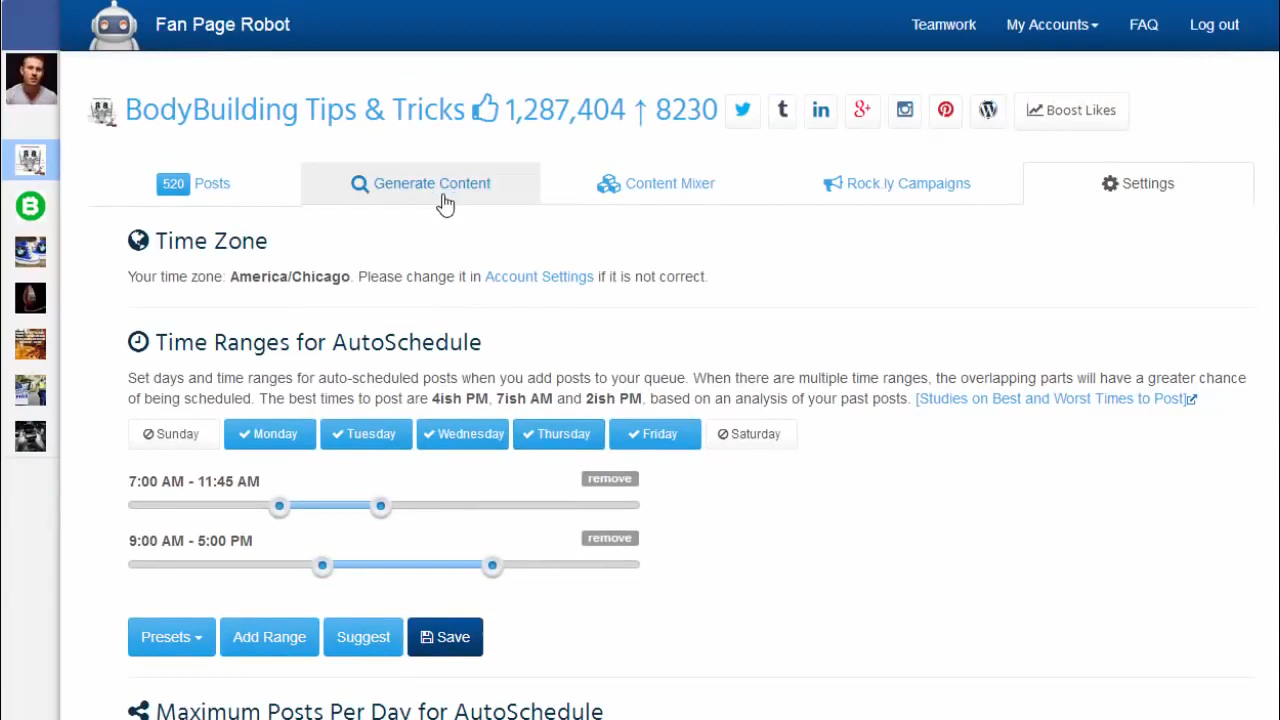 Fan Page Robot
Teamwork My Accounts FAQ Log out
BodyBuilding Tips & Tricks 1,287,404 ↑ 8230 t in g+ Boost Likes
520 Posts Generate Content Content Mixer Rock.ly Campaigns Settings
Time Zone
Your time zone: America/Chicago. Please change it in Account Settings if it is not correct.
Time Ranges for AutoSchedule
Set days and time ranges for auto-scheduled posts when you add posts to your queue. When there are multiple time ranges, the overlapping parts will have a greater chance
of being scheduled. The best times to post are 4ish PM, 7ish AM and 2ish PM, based on an analysis of your past posts. [Studies on Best and Worst Times to Post]
Sunday Monday Tuesday Wednesday Thursday Friday Saturday
7:00 AM - 11:45 AM remove
9:00 AM - 5:00 PM remove
Presets Add Range Suggest Save
Maximum Posts Per Day for AutoSchedule